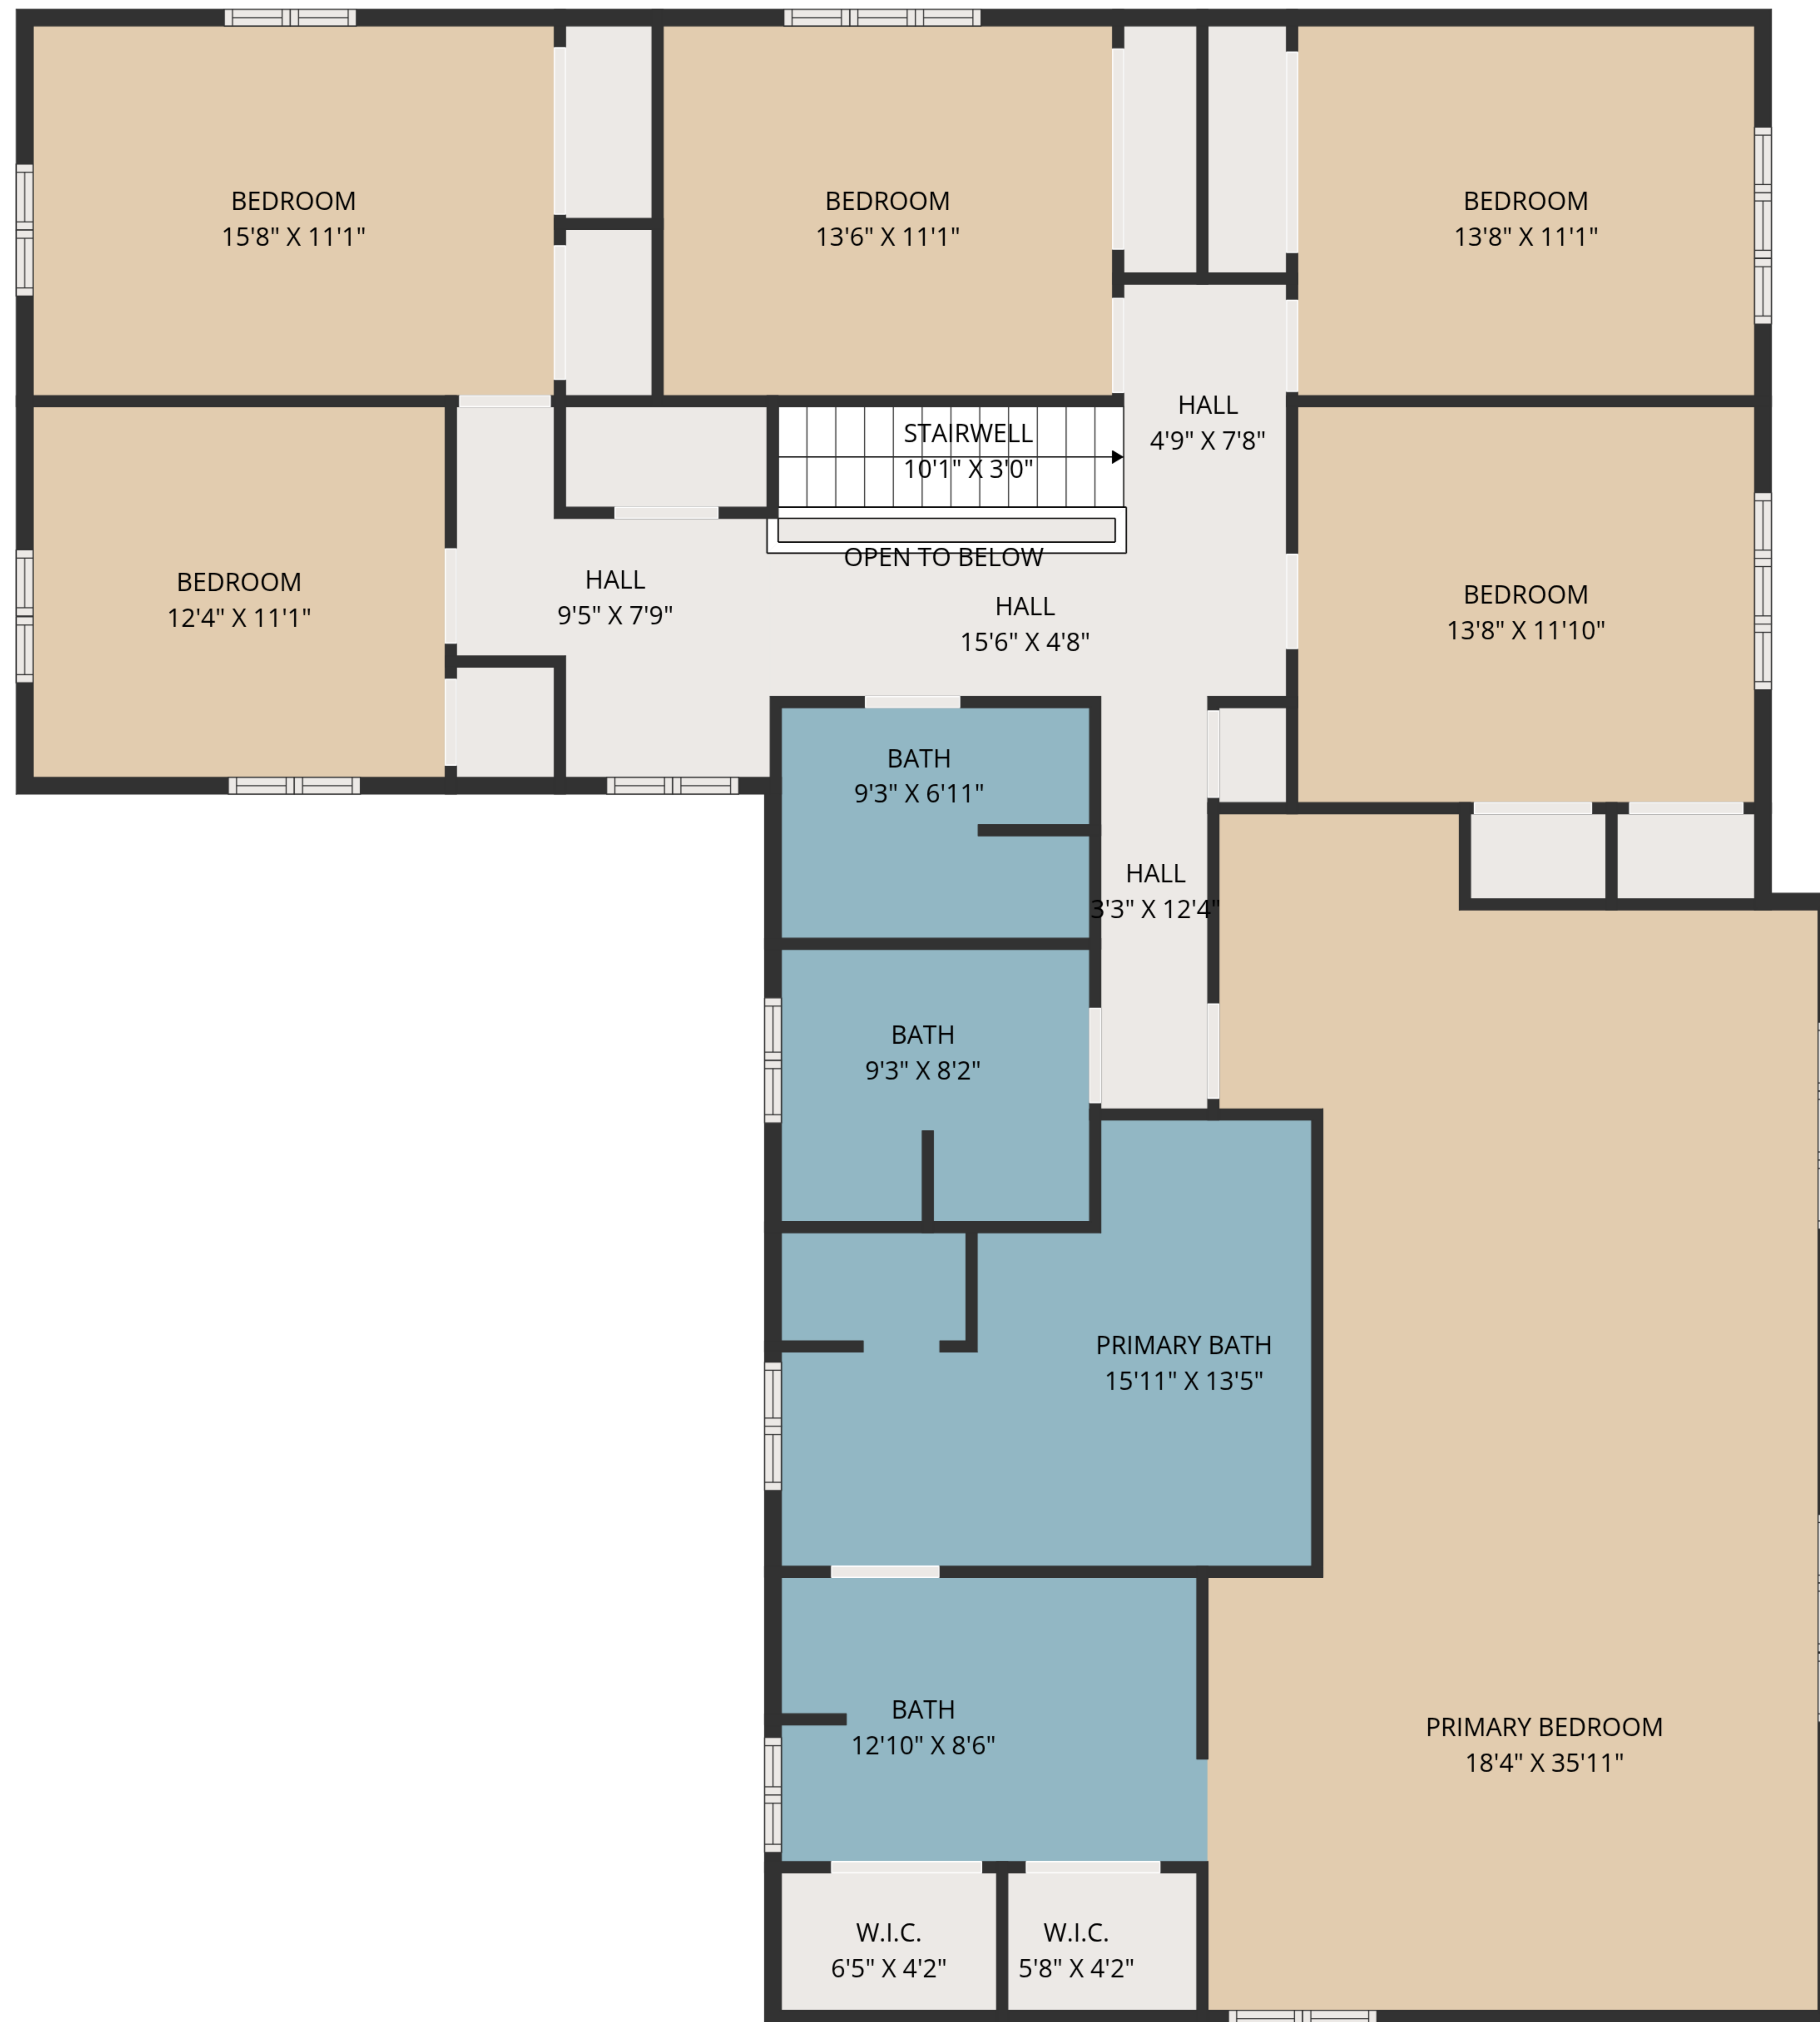 BEDROOM
15'8" X 11'1"
BEDROOM
13'6" X 11'1"
BEDROOM
13'8" X 11'1"
HALL
4'9" X 7'8"
STAIRWELL
10'1" X 3'0"
OPEN TO BELOW
BEDROOM
12'4" X 11'1"
HALL
9'5" X 7'9"
HALL
15'6" X 4'8"
BEDROOM
13'8" X 11'10"
BATH
9'3" X 6'11"
HALL
3'3" X 12'4"
BATH
9'3" X 8'2"
PRIMARY BATH
15'11" X 13'5"
BATH
12'10" X 8'6"
PRIMARY BEDROOM
18'4" X 35'11"
W.I.C.
6'5" X 4'2"
W.I.C.
5'8" X 4'2"